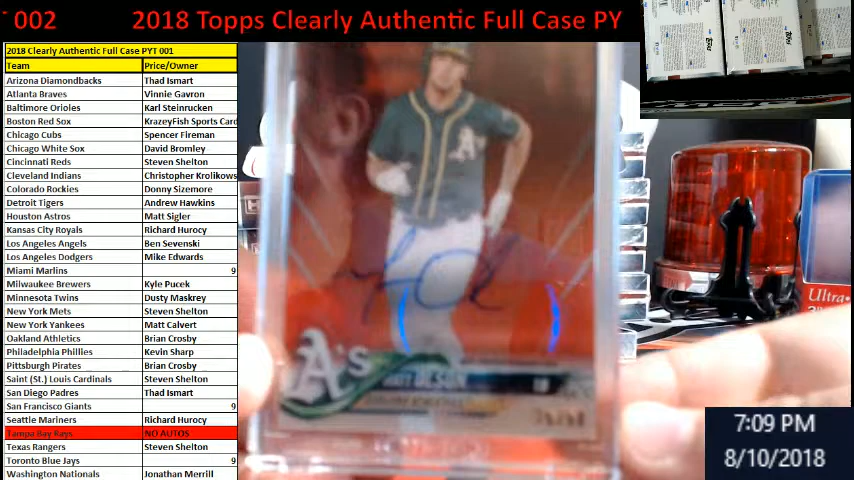 002 2018 Topps Clearly Authentic Full Case PY
2018 Clearly Authentic Full Case PYT 001
Team Price/Owner
Arizona Diamondbacks Thad Ismart
Atlanta Braves Vinnie Gavron
Baltimore Orioles Karl Steinrucken
Boston Red Sox KrazeyFish Sports Card
Chicago Cubs Spencer Fireman
Chicago White Sox David Bromley
Cincinnati Reds Steven Shelton
Cleveland Indians Christopher Krolikows
Colorado Rockies Donny Sizemore
Detroit Tigers Andrew Hawkins
Houston Astros Matt Sigler
Kansas City Royals Richard Hurocy
Los Angeles Angels Ben Sevenski
Los Angeles Dodgers Mike Edwards
Miami Marlins 9
Milwaukee Brewers Kyle Pucek
Minnesota Twins Dusty Maskrey
New York Mets Steven Shelton
New York Yankees Matt Calvert
Oakland Athletics Brian Crosby
Philadelphia Phillies Kevin Sharp
Pittsburgh Pirates Brian Crosby
Saint (St.) Louis Cardinals Steven Shelton
San Diego Padres Thad Ismart
San Francisco Giants 9
Seattle Mariners Richard Hurocy
Tampa Bay Rays NO AUTOS
Texas Rangers Steven Shelton
Toronto Blue Jays 9
Washington Nationals Jonathan Merrill
A's
A's
OLSON
Ultra
7:09 PM
8/10/2018